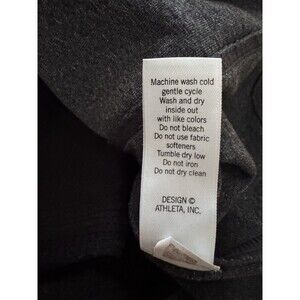 Machine wash cold
gentle cycle
Wash and dry
inside out
with like colors
Do not bleach
Do not use fabric
softeners
Tumble dry low
Do not iron
Do not dry clean
DESIGN ©
ATHLETA, INC.